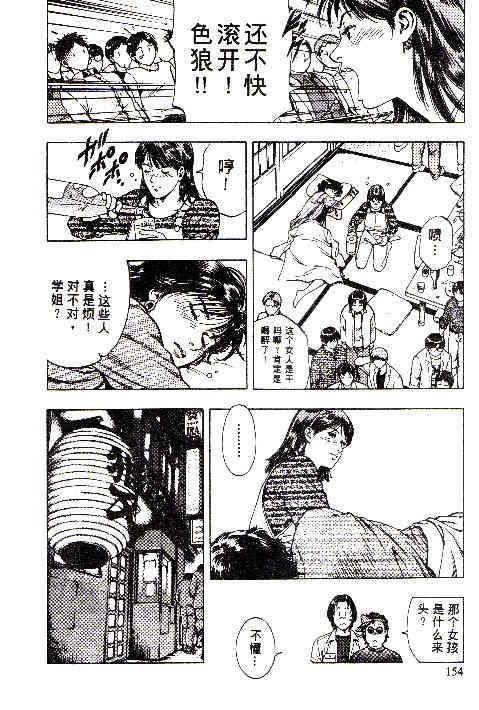 还不快
滚开！
色狼!!
啧…
这个女人是干
吗啊？肯定是
喝醉了！
哼！
…这些人
真是烦！
对不对，
学姐？
………
那个女孩
是什么来
头？
不懂…
154